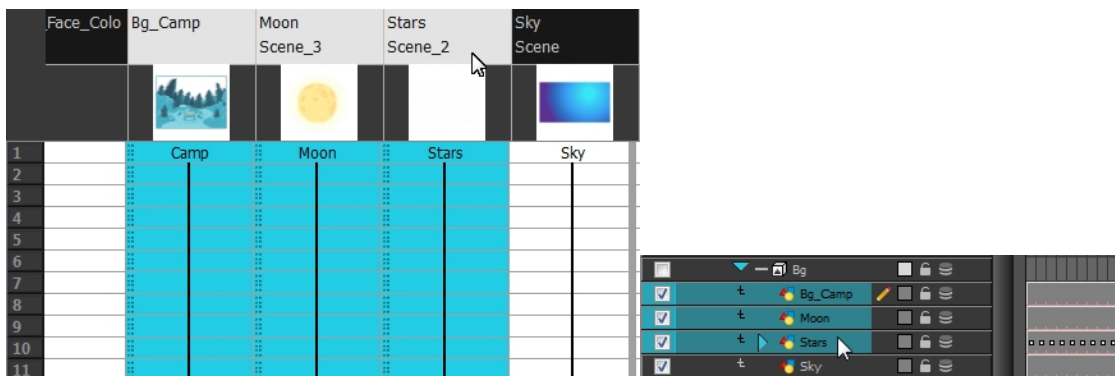 _Face_Colo Bg_Camp Moon Stars Sky
Scene_3 Scene_2 Scene
1 Camp Moon Stars Sky
2
3
4
5
6
7
8
9
10
11
Bg
Bg_Camp
Moon
Stars
Sky